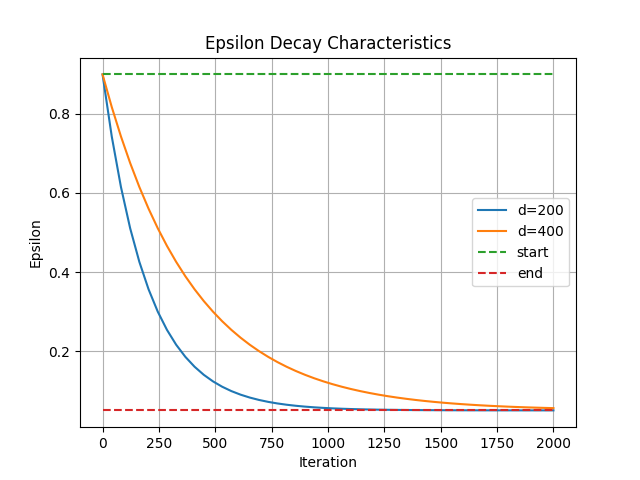 Epsilon Decay Characteristics
0.8
0.6
0.4
0.2
Epsilon
d=200
d=400
start
end
0 250 500 750 1000 1250 1500 1750 2000
Iteration